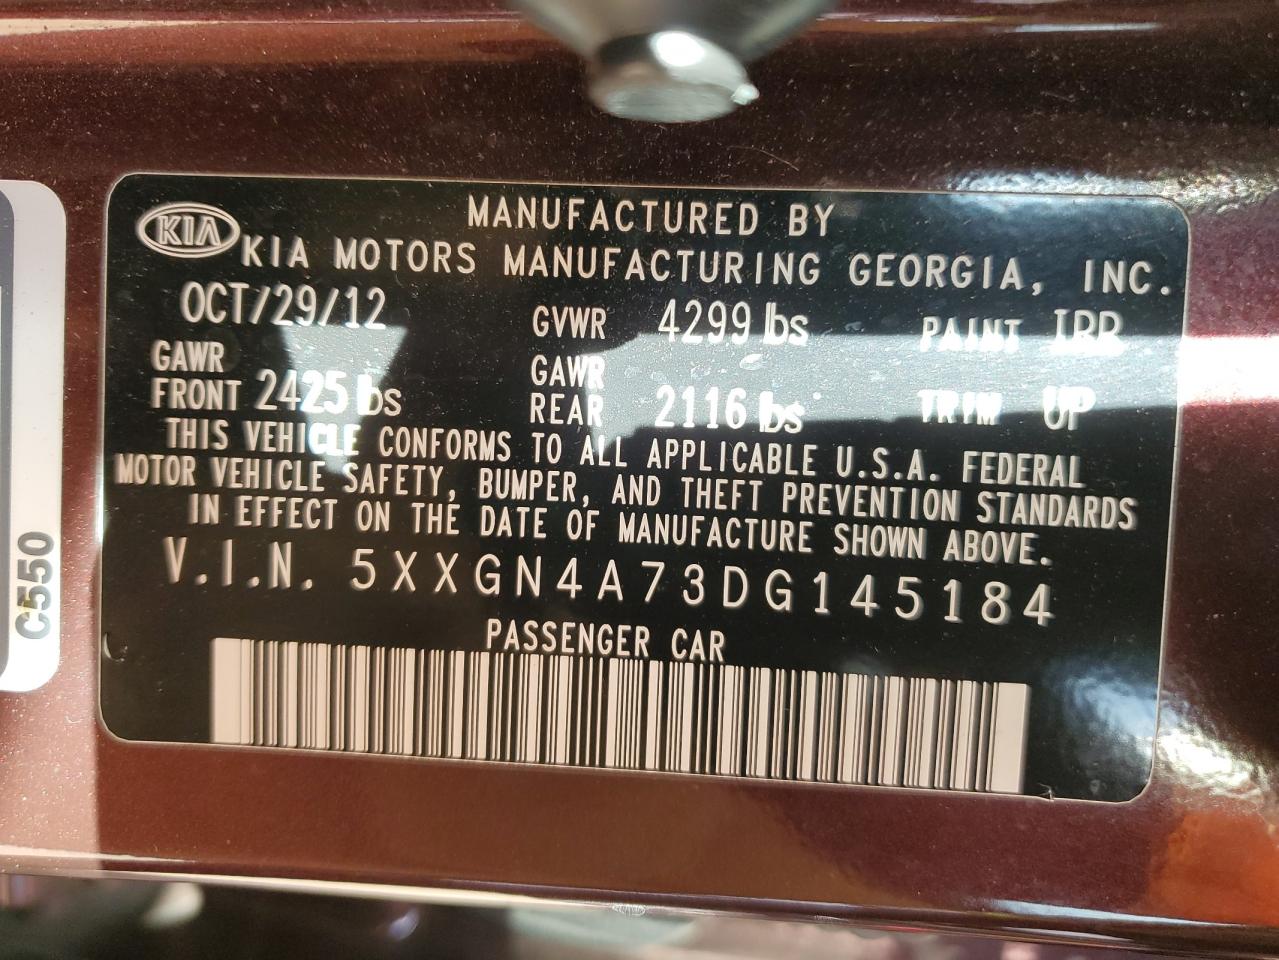 KIA
MANUFACTURED BY
KIA MOTORS MANUFACTURING GEORGIA, INC.
OCT/29/12 GVWR 4299 lbs PAINT IRR
GAWR FRONT 2425 lbs GAWR REAR 2116 lbs TRIM UP
THIS VEHICLE CONFORMS TO ALL APPLICABLE U.S.A. FEDERAL
MOTOR VEHICLE SAFETY, BUMPER, AND THEFT PREVENTION STANDARDS
IN EFFECT ON THE DATE OF MANUFACTURE SHOWN ABOVE.
V.I.N. 5XXGN4A73DG145184
PASSENGER CAR
C550